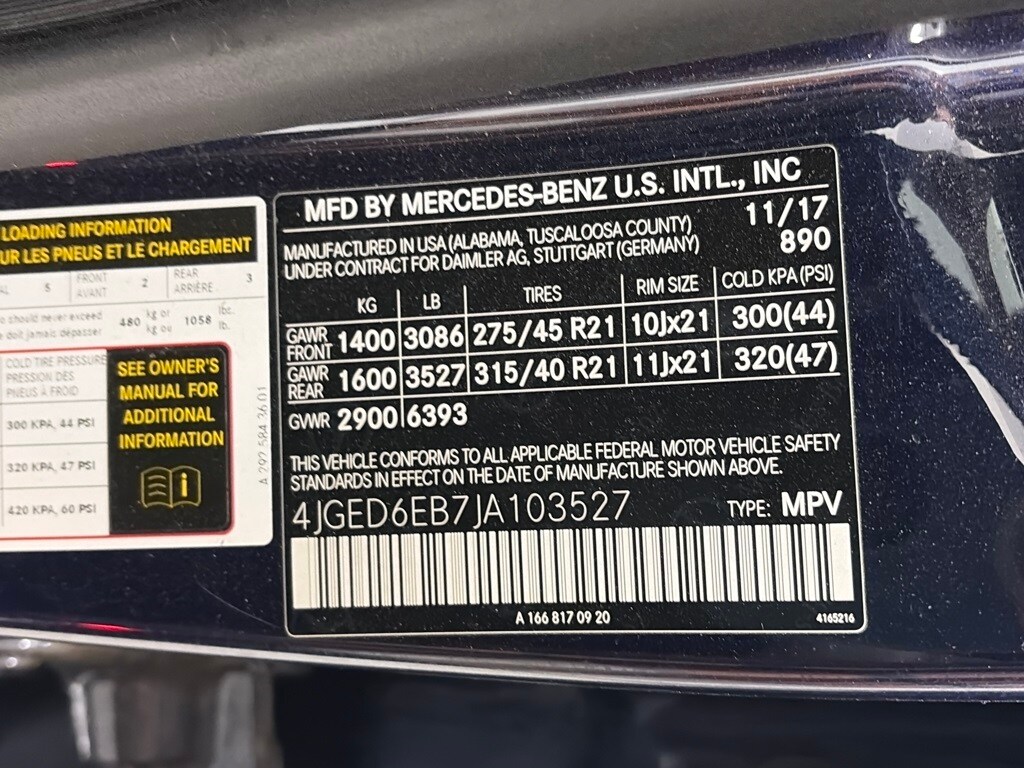 LOADING INFORMATION
UR LES PNEUS ET LE CHARGEMENT
5 FRONT AVANT 2 REAR ARRIÈRE 3
should never exceed
doit jamais dépasser
480 kg or kg ou 1058 lbs. lb.
COLD TIRE PRESSURE
PRESSION DES
PNEUS À FROID
300 KPA, 44 PSI
320 KPA, 47 PSI
420 KPA, 60 PSI
SEE OWNER'S
MANUAL FOR
ADDITIONAL
INFORMATION
i
A 292 584 36 01
MFD BY MERCEDES-BENZ U.S. INTL., INC
MANUFACTURED IN USA (ALABAMA, TUSCALOOSA COUNTY) 11/17
UNDER CONTRACT FOR DAIMLER AG, STUTTGART (GERMANY) 890
KG LB TIRES RIM SIZE COLD KPA (PSI)
GAWR FRONT 1400 3086 275/45 R21 10Jx21 300(44)
GAWR REAR 1600 3527 315/40 R21 11Jx21 320(47)
GVWR 2900 6393
THIS VEHICLE CONFORMS TO ALL APPLICABLE FEDERAL MOTOR VEHICLE SAFETY
STANDARDS IN EFFECT ON THE DATE OF MANUFACTURE SHOWN ABOVE.
4JGED6EB7JA103527 TYPE: MPV
A 166 817 09 20 4165216